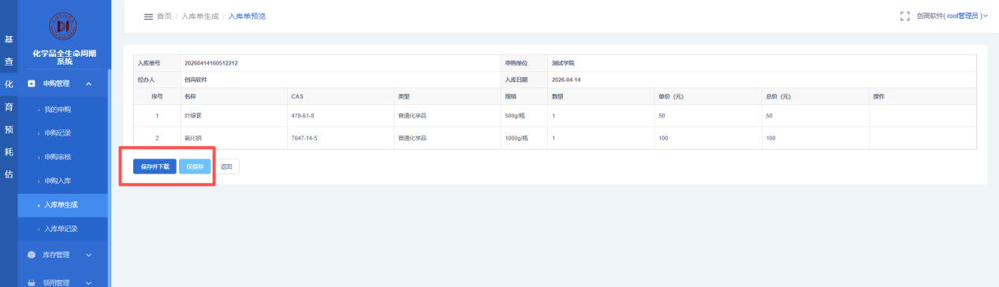 首页 / 入库单生成 / 入库单预览
创高软件( root管理员 )
基
查
化
育
预
耗
估
化学品全生命周期
系统
申购管理
我的申购
申购记录
申购审核
申购入库
入库单生成
入库单记录
库存管理
领用管理
入库单号 20260414160512212 申购单位 测试学院
经办人 创高软件 入库日期 2026-04-14
序号 名称 CAS 类型 规格 数量 单价 (元) 总价 (元) 操作
1 叶绿素 479-61-8 普通化学品 500g/瓶 1 50 50
2 氯化钠 7647-14-5 普通化学品 1000g/瓶 1 100 100
保存并下载 仅保存 返回